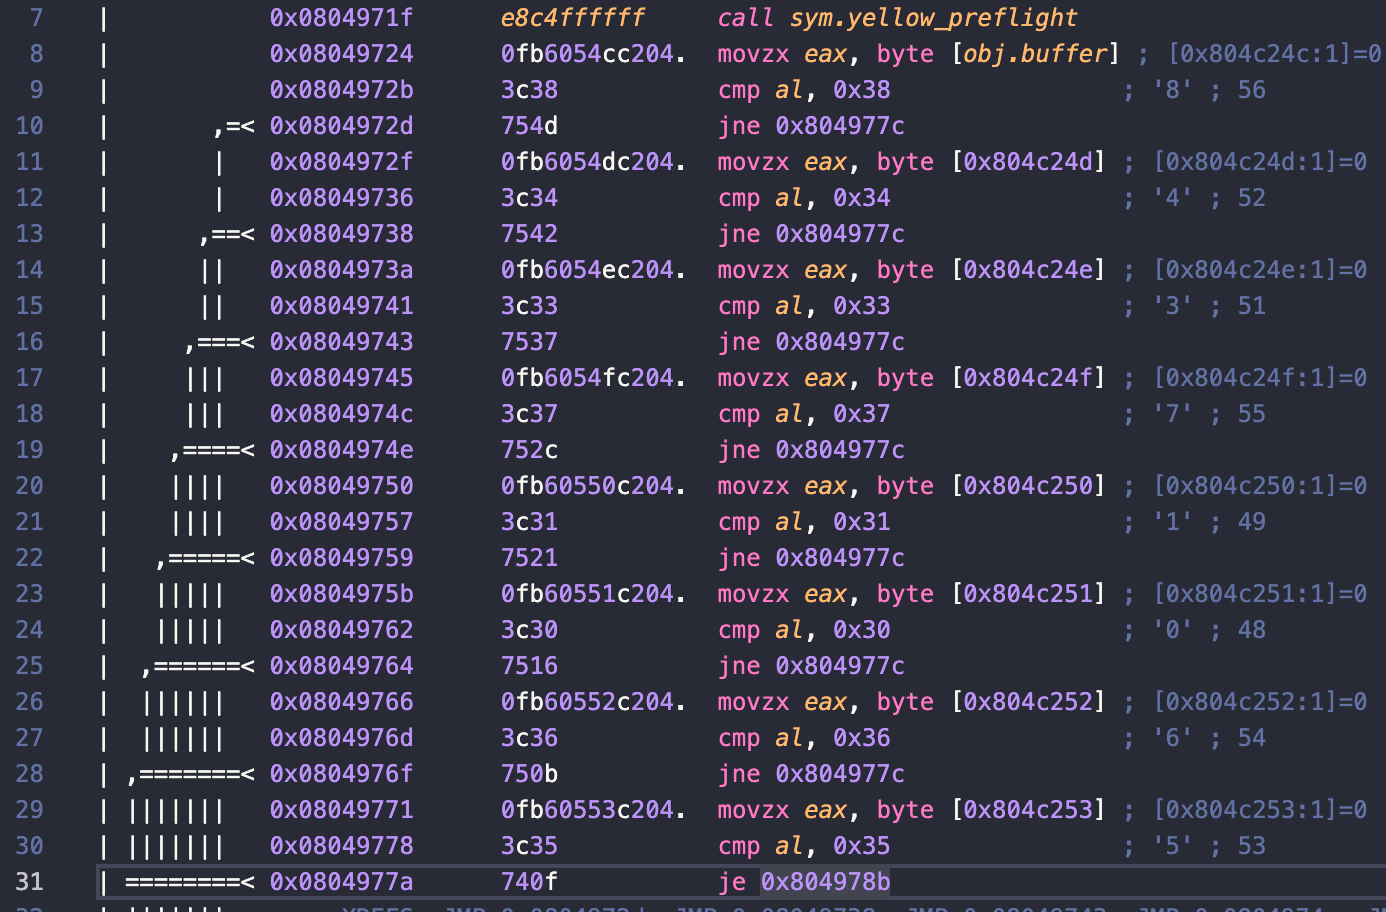 7 | 0x0804971f e8c4ffffff call sym.yellow_preflight
8 | 0x08049724 0fb6054cc204. movzx eax, byte [obj.buffer] ; [0x804c24c:1]=0
9 | 0x0804972b 3c38 cmp al, 0x38 ; '8' ; 56
10 | ,=< 0x0804972d 754d jne 0x804977c
11 | | 0x0804972f 0fb6054dc204. movzx eax, byte [0x804c24d] ; [0x804c24d:1]=0
12 | | 0x08049736 3c34 cmp al, 0x34 ; '4' ; 52
13 | ,==< 0x08049738 7542 jne 0x804977c
14 | || 0x0804973a 0fb6054ec204. movzx eax, byte [0x804c24e] ; [0x804c24e:1]=0
15 | || 0x08049741 3c33 cmp al, 0x33 ; '3' ; 51
16 | ,===< 0x08049743 7537 jne 0x804977c
17 | ||| 0x08049745 0fb6054fc204. movzx eax, byte [0x804c24f] ; [0x804c24f:1]=0
18 | ||| 0x0804974c 3c37 cmp al, 0x37 ; '7' ; 55
19 | ,====< 0x0804974e 752c jne 0x804977c
20 | |||| 0x08049750 0fb60550c204. movzx eax, byte [0x804c250] ; [0x804c250:1]=0
21 | |||| 0x08049757 3c31 cmp al, 0x31 ; '1' ; 49
22 | ,=====< 0x08049759 7521 jne 0x804977c
23 | ||||| 0x0804975b 0fb60551c204. movzx eax, byte [0x804c251] ; [0x804c251:1]=0
24 | ||||| 0x08049762 3c30 cmp al, 0x30 ; '0' ; 48
25 | ,======< 0x08049764 7516 jne 0x804977c
26 | |||||| 0x08049766 0fb60552c204. movzx eax, byte [0x804c252] ; [0x804c252:1]=0
27 | |||||| 0x0804976d 3c36 cmp al, 0x36 ; '6' ; 54
28 | ,=======< 0x0804976f 750b jne 0x804977c
29 | ||||||| 0x08049771 0fb60553c204. movzx eax, byte [0x804c253] ; [0x804c253:1]=0
30 | ||||||| 0x08049778 3c35 cmp al, 0x35 ; '5' ; 53
31 | ========< 0x0804977a 740f je 0x804978b